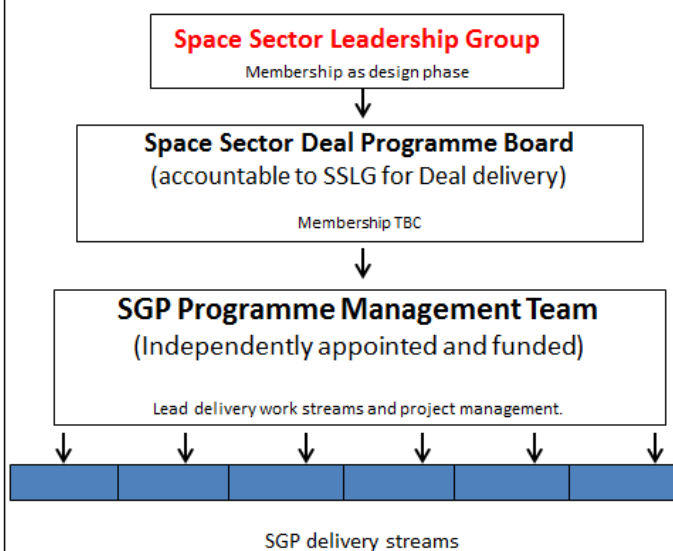 Space Sector Leadership Group
Membership as design phase
Space Sector Deal Programme Board
(accountable to SSLG for Deal delivery)
Membership TBC
SGP Programme Management Team
(Independently appointed and funded)
Lead delivery work streams and project management.
SGP delivery streams